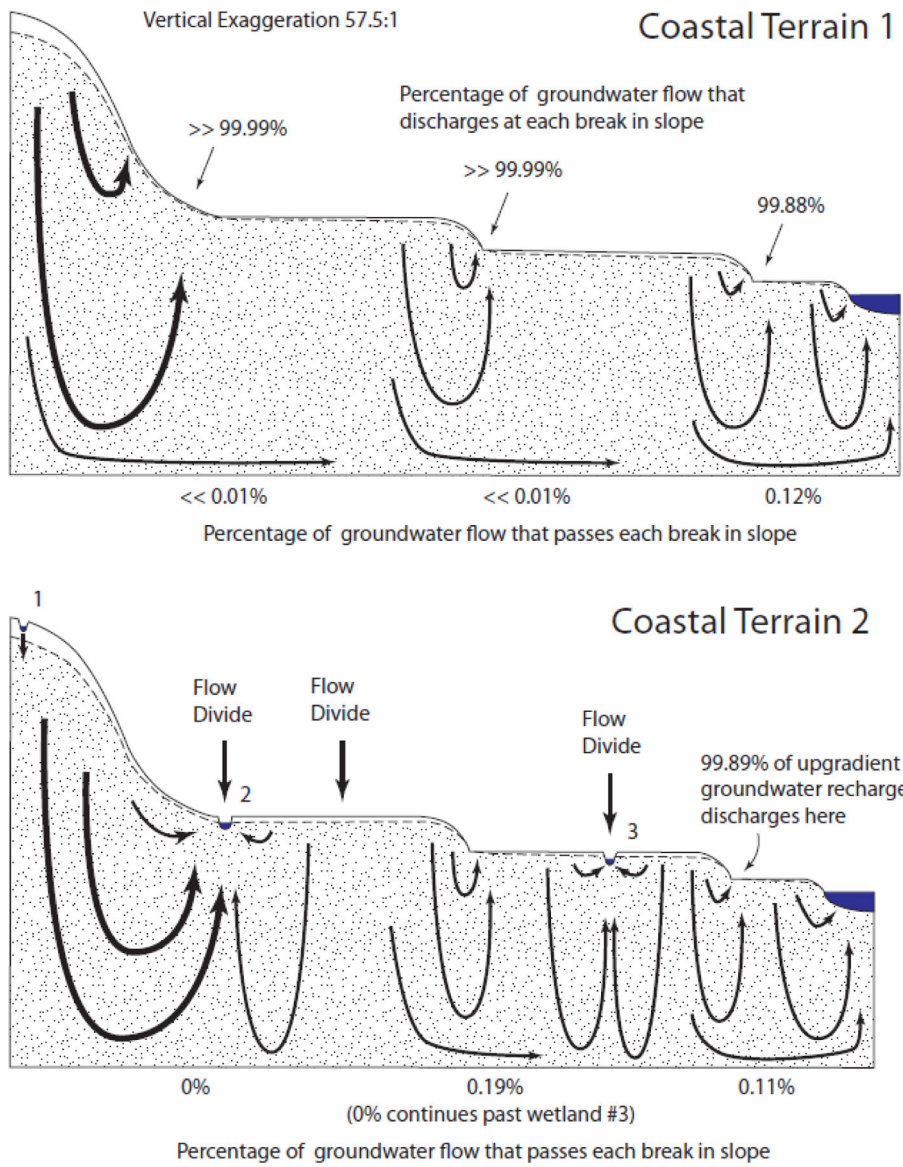 Vertical Exaggeration 57.5:1
Coastal Terrain 1
Percentage of groundwater flow that
discharges at each break in slope
>> 99.99%
>> 99.99%
99.88%
<< 0.01%
<< 0.01%
0.12%
Percentage of groundwater flow that passes each break in slope
1
Coastal Terrain 2
Flow
Divide
Flow
Divide
Flow
Divide
2
3
99.89% of upgradient
groundwater recharge
discharges here
0%
0.19%
0.11%
(0% continues past wetland #3)
Percentage of groundwater flow that passes each break in slope